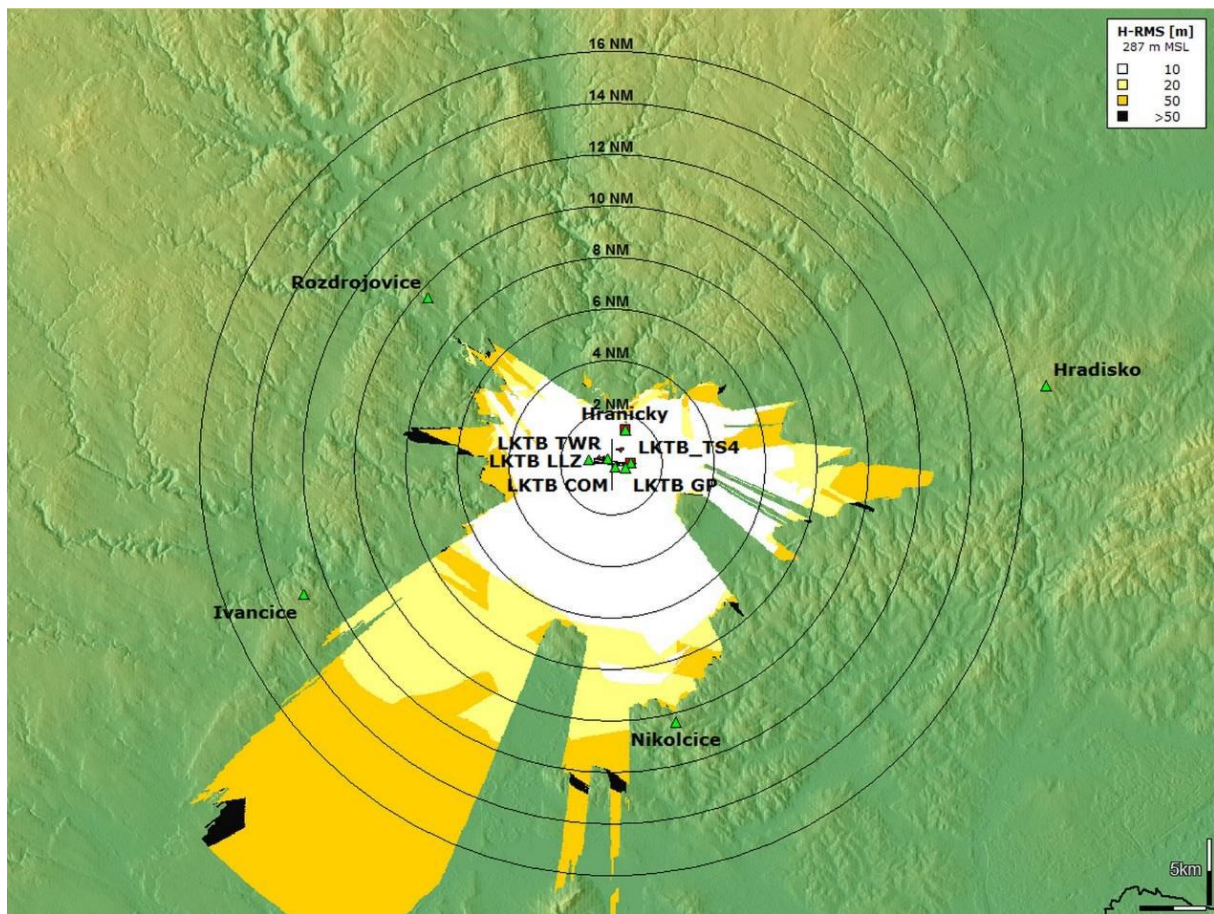 H-RMS [m]
287 m MSL
10
20
50
>50
16 NM
14 NM
12 NM
10 NM
8 NM
6 NM
4 NM
2 NM
Rozdrojovice
Hradisko
Hranicky
LKTB TWR
LKTB_TS4
LKTB LLZ
LKTB COM
LKTB GP
Ivancice
Nikolcice
5km